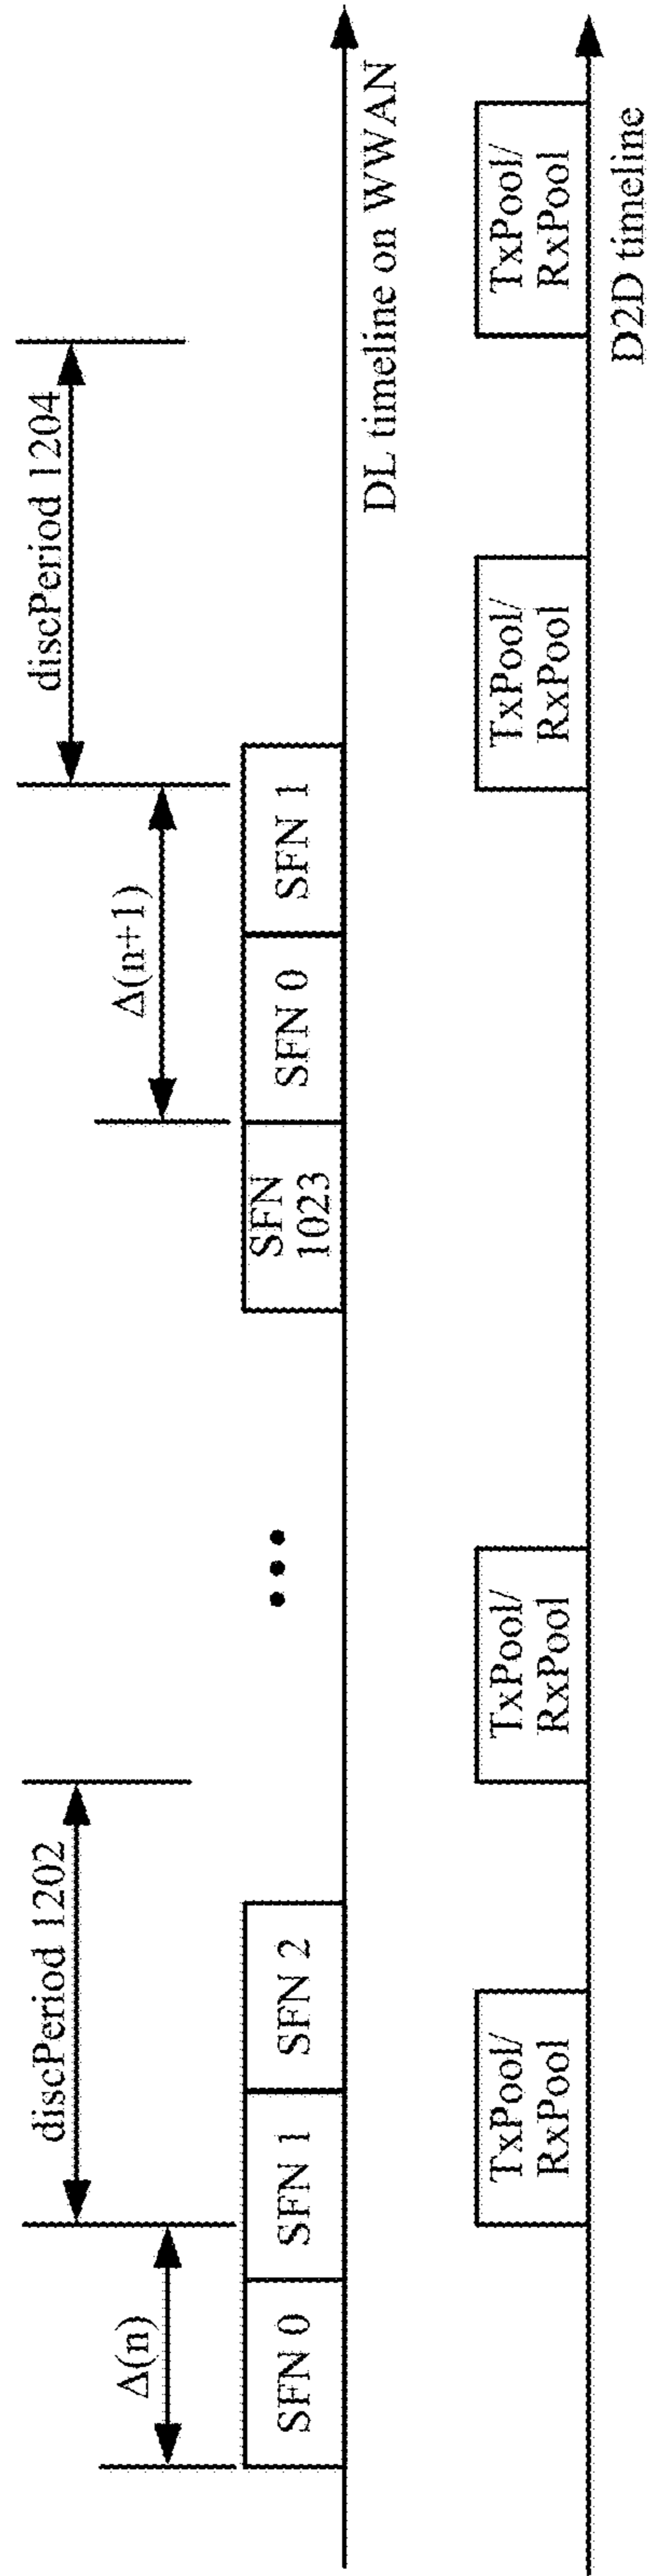 discPeriod 1202
discPeriod 1204
Δ(n)
Δ(n+1)
SFN 0
SFN 1
SFN 2
•••
SFN
1023
SFN 0
SFN 1
DL timeline on WWAN
TxPool/
RxPool
TxPool/
RxPool
TxPool/
RxPool
TxPool/
RxPool
D2D timeline